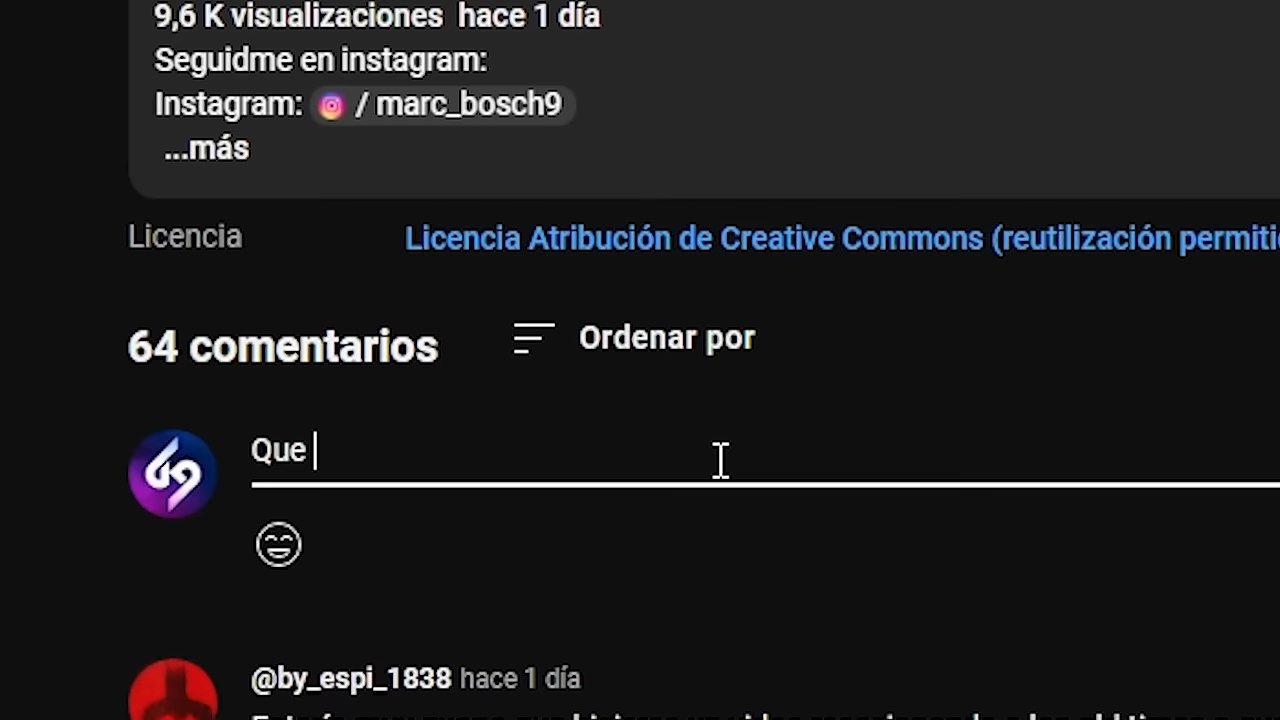 9,6 K visualizaciones hace 1 día
Seguidme en instagram:
Instagram: / marc_bosch9
...más
Licencia Licencia Atribución de Creative Commons (reutilización
64 comentarios Ordenar por
Que
@by_espi_1838 hace 1 día